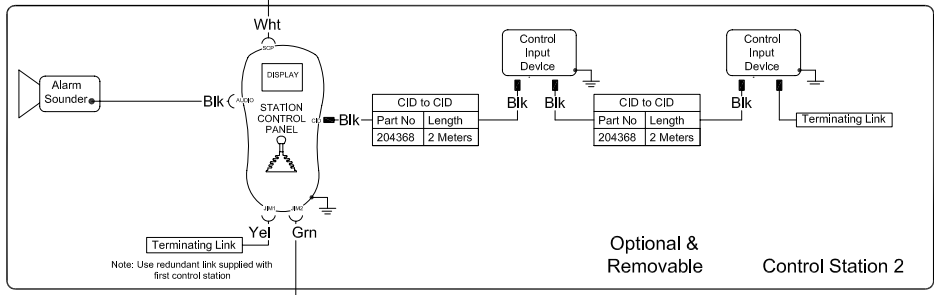 Wht
SCP
DISPLAY
STATION
CONTROL
PANEL
Alarm
Sounder
Blk
AUDIO
CID
Blk
CID to CID
Part No Length
204368 2 Meters
Blk
Blk
Control
Input
Device
CID to CID
Part No Length
204368 2 Meters
Blk
Control
Input
Device
Terminating Link
JIM1
JIM2
Yel
Grn
Terminating Link
Note: Use redundant link supplied with
first control station
Optional &
Removable
Control Station 2